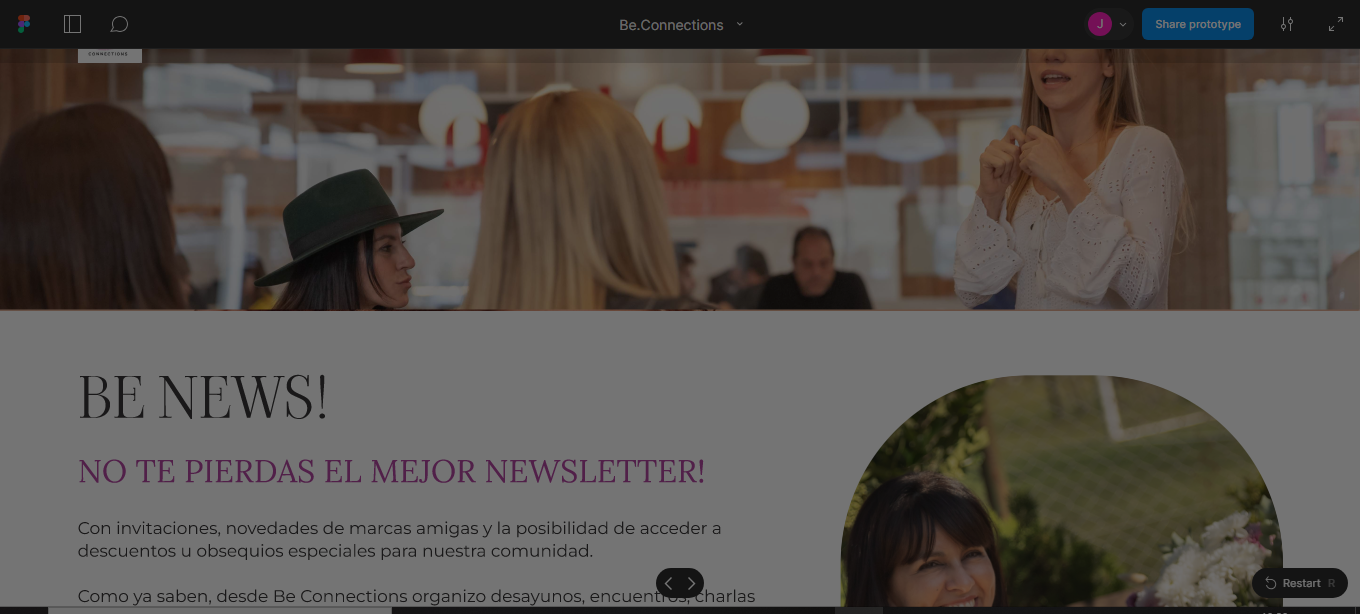 Be.Connections
J
Share prototype
CONNECTIONS
BE NEWS!
NO TE PIERDAS EL MEJOR NEWSLETTER!
Con invitaciones, novedades de marcas amigas y la posibilidad de acceder a
descuentos u obsequios especiales para nuestra comunidad.
Como ya saben, desde Be Connections organizo desayunos, encuentros, charlas
Restart R